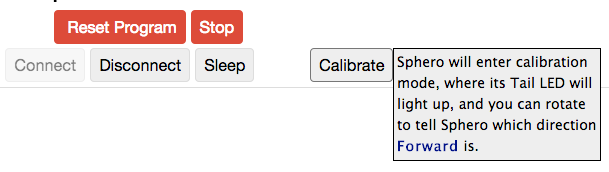 Reset Program Stop
Connect Disconnect Sleep Calibrate
Sphero will enter calibration
mode, where its Tail LED will
light up, and you can rotate
to tell Sphero which direction
Forward is.